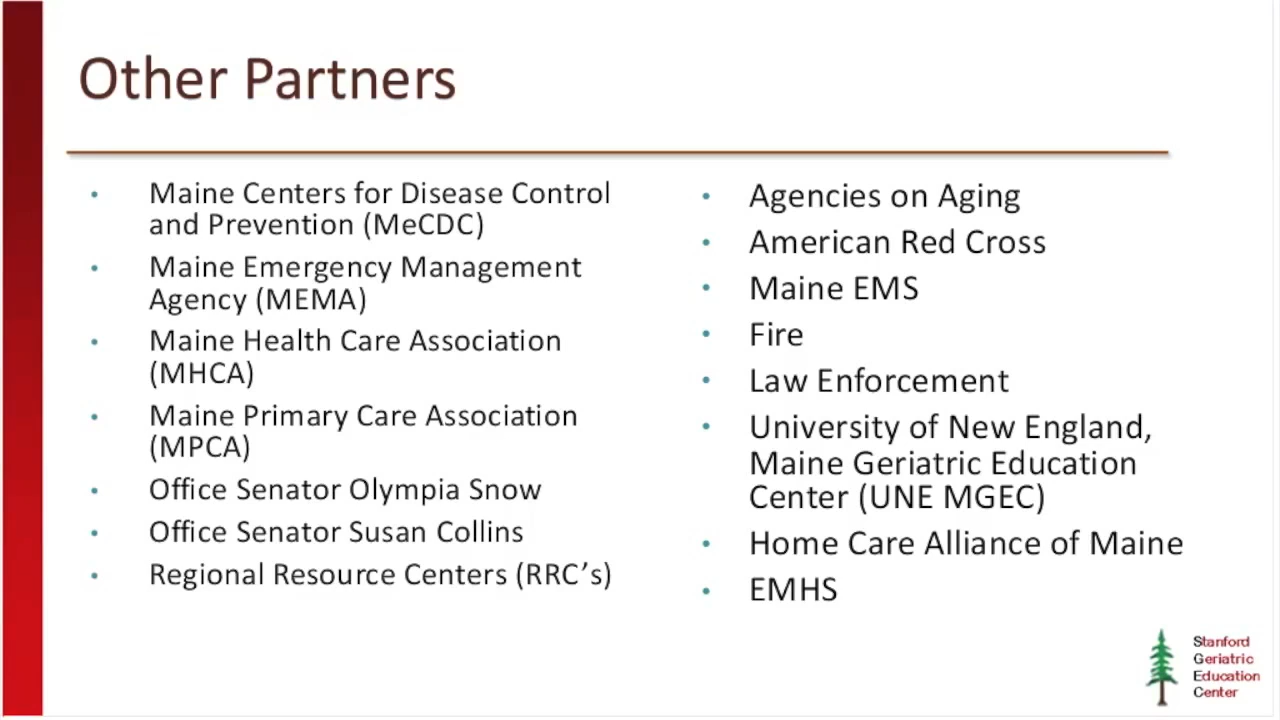 Other Partners
• Maine Centers for Disease Control
and Prevention (MeCDC)
• Maine Emergency Management
Agency (MEMA)
• Maine Health Care Association
(MHCA)
• Maine Primary Care Association
(MPCA)
• Office Senator Olympia Snow
• Office Senator Susan Collins
• Regional Resource Centers (RRC’s)
• Agencies on Aging
• American Red Cross
• Maine EMS
• Fire
• Law Enforcement
• University of New England,
Maine Geriatric Education
Center (UNE MGEC)
• Home Care Alliance of Maine
• EMHS
Stanford
Geriatric
Education
Center